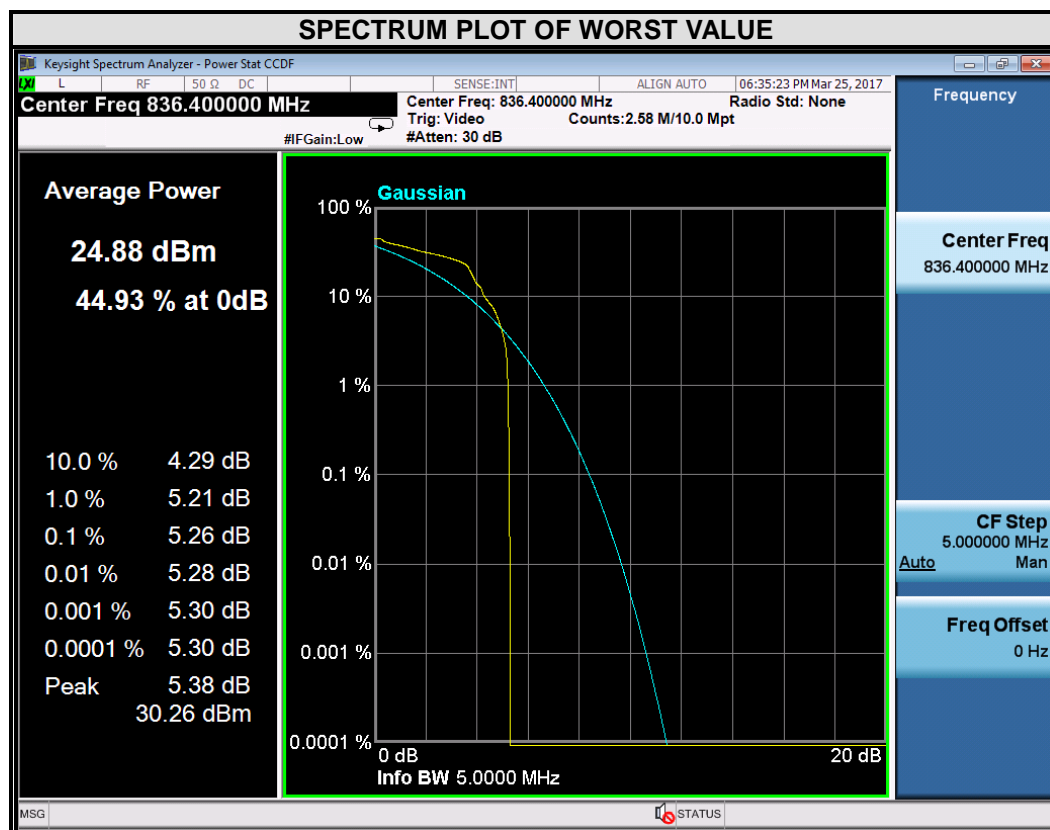 SPECTRUM PLOT OF WORST VALUE
Keysight Spectrum Analyzer - Power Stat CCDF
LXI L RF 50 Ω DC SENSE:INT ALIGN AUTO 06:35:23 PM Mar 25, 2017
Center Freq 836.400000 MHz
#IFGain:Low
Center Freq: 836.400000 MHz
Trig: Video Counts:2.58 M/10.0 Mpt
#Atten: 30 dB
Radio Std: None
Average Power
24.88 dBm
44.93 % at 0dB
10.0 % 4.29 dB
1.0 % 5.21 dB
0.1 % 5.26 dB
0.01 % 5.28 dB
0.001 % 5.30 dB
0.0001 % 5.30 dB
Peak 5.38 dB
30.26 dBm
Gaussian
100 %
10 %
1 %
0.1 %
0.01 %
0.001 %
0.0001 %
0 dB 20 dB
Info BW 5.0000 MHz
Frequency
Center Freq
836.400000 MHz
CF Step
5.000000 MHz
Auto Man
Freq Offset
0 Hz
MSG STATUS